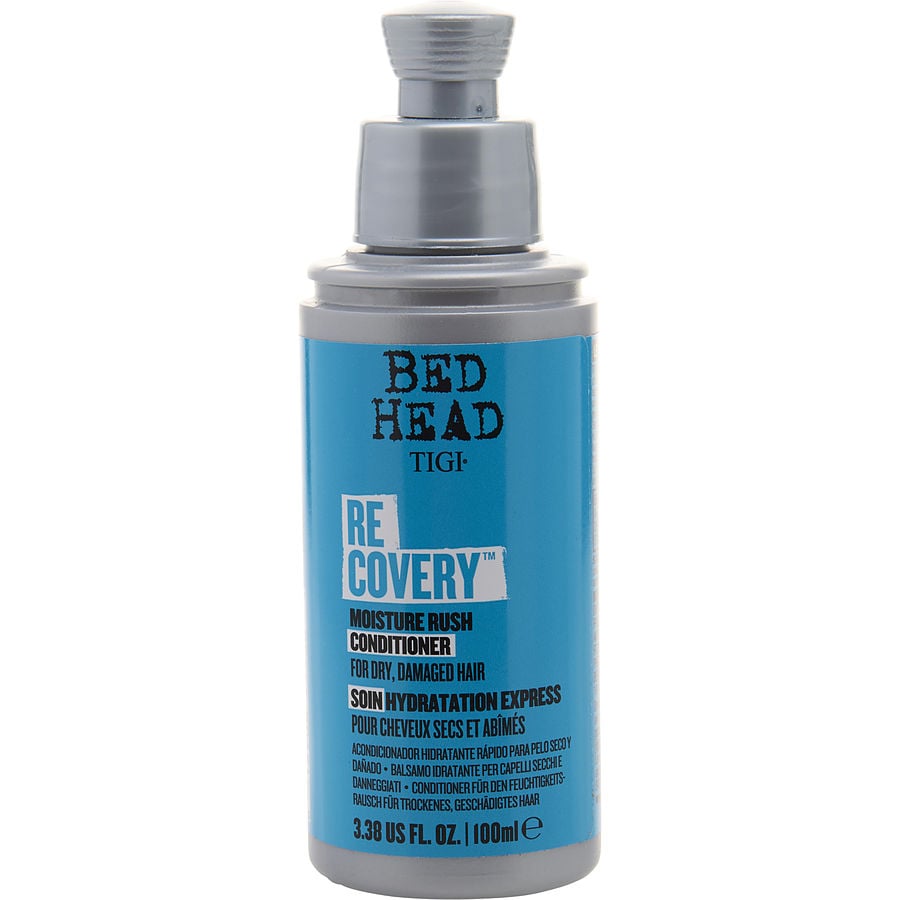 BED
HEAD
TIGI®
RE
COVERY™
MOISTURE RUSH
CONDITIONER
FOR DRY, DAMAGED HAIR
SOIN HYDRATATION EXPRESS
POUR CHEVEUX SECS ET ABÎMÉS
ACONDICIONADOR HIDRATANTE RÁPIDO PARA PELO SECO Y
DAÑADO • BALSAMO IDRATANTE PER CAPELLI SECCHI E
DANNEGGIATI • CONDITIONER FÜR DEN FEUCHTIGKEITS-
RAUSCH FÜR TROCKENES, GESCHÄDIGTES HAAR
3.38 US FL. OZ. | 100ml ℮